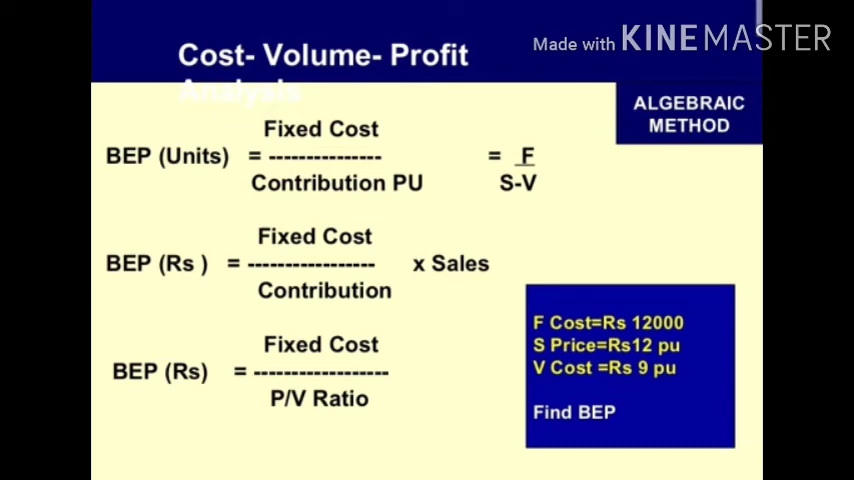 Cost- Volume- Profit
Analysis
Made with KINEMASTER
ALGEBRAIC
METHOD
Fixed Cost
BEP (Units) = --------------- = F
Contribution PU S-V
Fixed Cost
BEP (Rs ) = ----------------- x Sales
Contribution
Fixed Cost
BEP (Rs) = ------------------
P/V Ratio
F Cost=Rs 12000
S Price=Rs12 pu
V Cost =Rs 9 pu
Find BEP